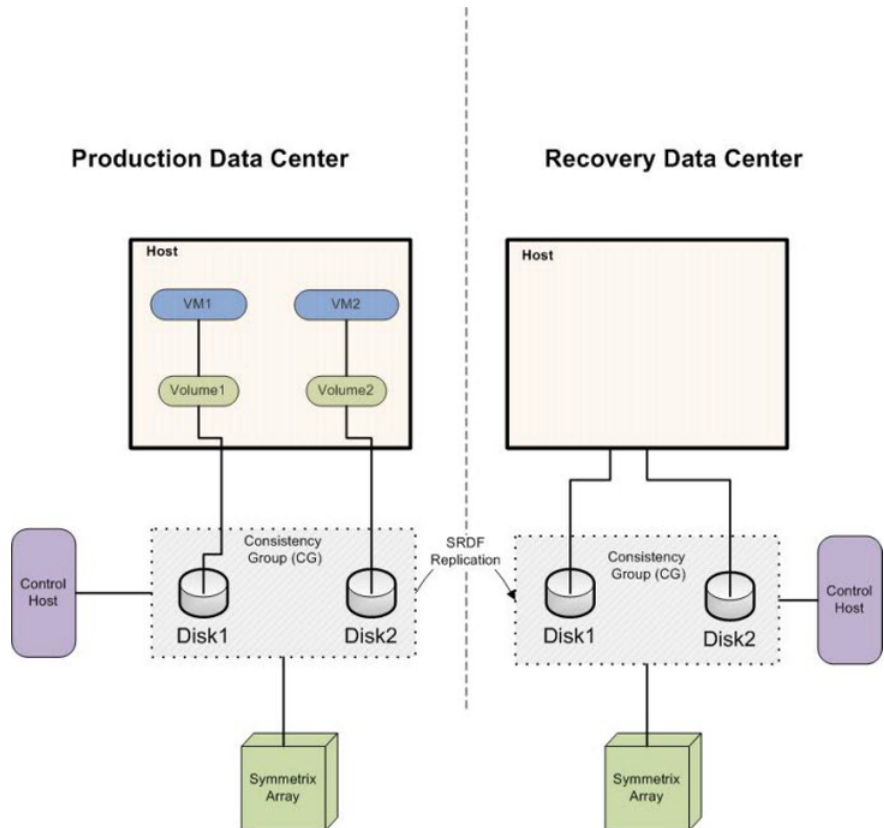 Production Data Center
Host
VM1
VM2
Volume1
Volume2
Consistency
Group (CG)
Control
Host
Disk1
Disk2
Symmetrix
Array
SRDF
Replication
Recovery Data Center
Host
Consistency
Group (CG)
Disk1
Disk2
Control
Host
Symmetrix
Array